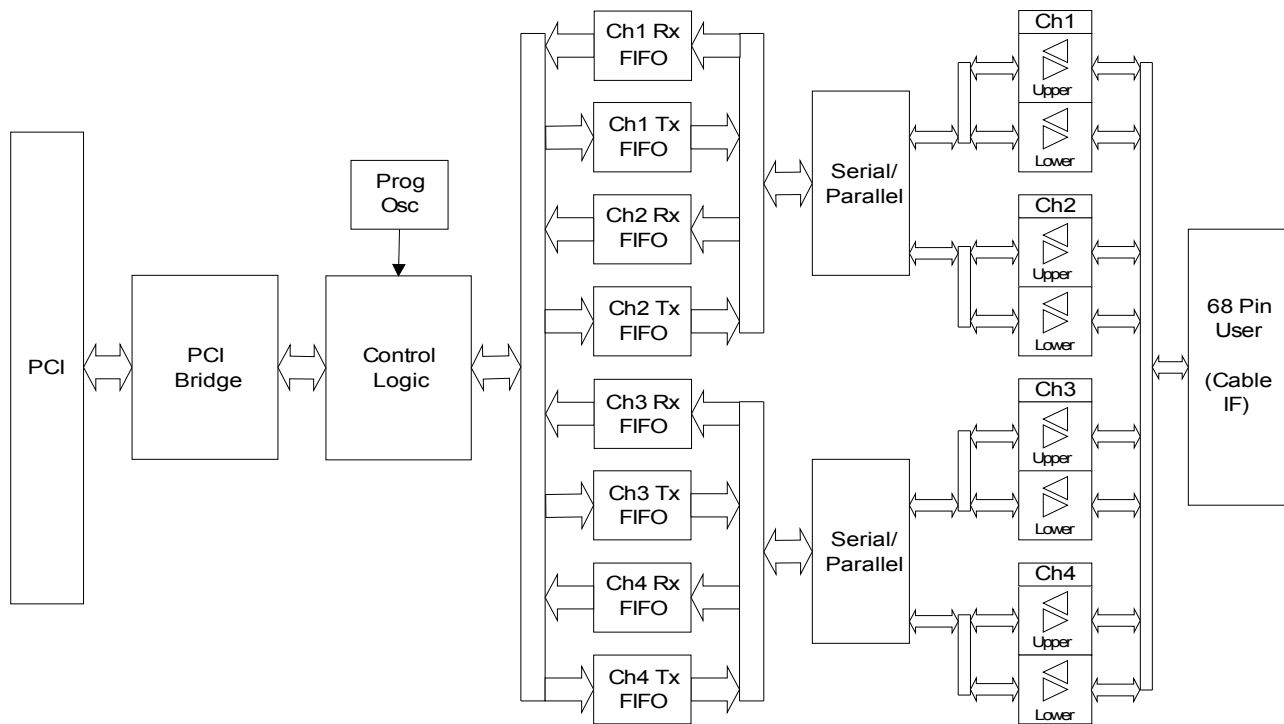 PCI
PCI
Bridge
Prog
Osc
Control
Logic
Ch1 Rx
FIFO
Ch1 Tx
FIFO
Ch2 Rx
FIFO
Ch2 Tx
FIFO
Ch3 Rx
FIFO
Ch3 Tx
FIFO
Ch4 Rx
FIFO
Ch4 Tx
FIFO
Serial/
Parallel
Serial/
Parallel
Ch1
Upper
Lower
Ch2
Upper
Lower
Ch3
Upper
Lower
Ch4
Upper
Lower
68 Pin
User
(Cable
IF)